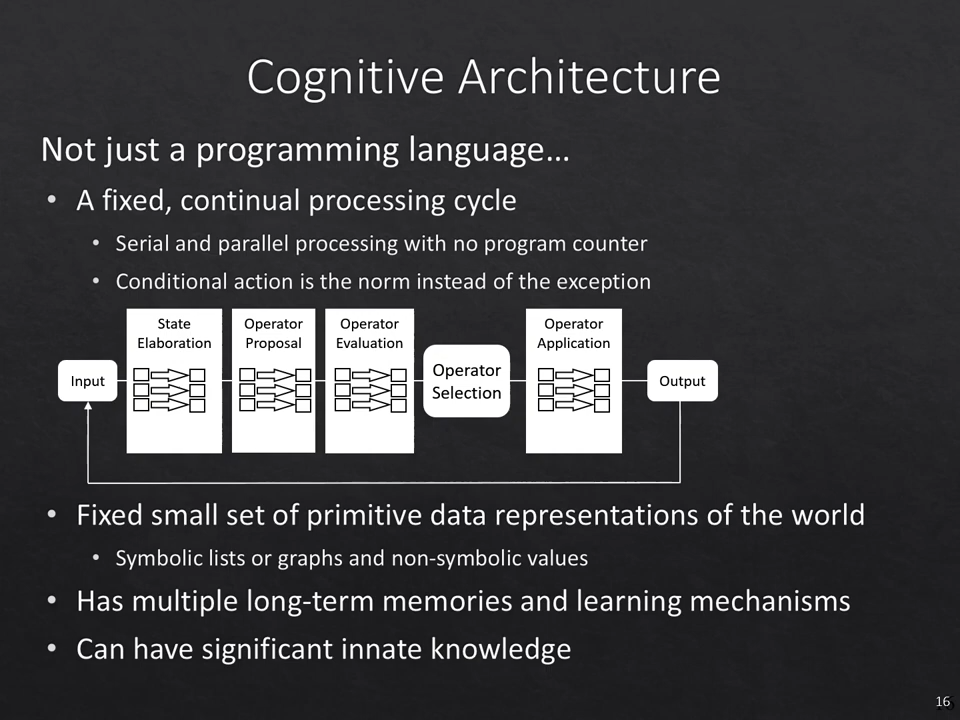 Cognitive Architecture
Not just a programming language…
• A fixed, continual processing cycle
• Serial and parallel processing with no program counter
• Conditional action is the norm instead of the exception
Input
State
Elaboration
Operator
Proposal
Operator
Evaluation
Operator
Selection
Operator
Application
Output
• Fixed small set of primitive data representations of the world
• Symbolic lists or graphs and non-symbolic values
• Has multiple long-term memories and learning mechanisms
• Can have significant innate knowledge
16